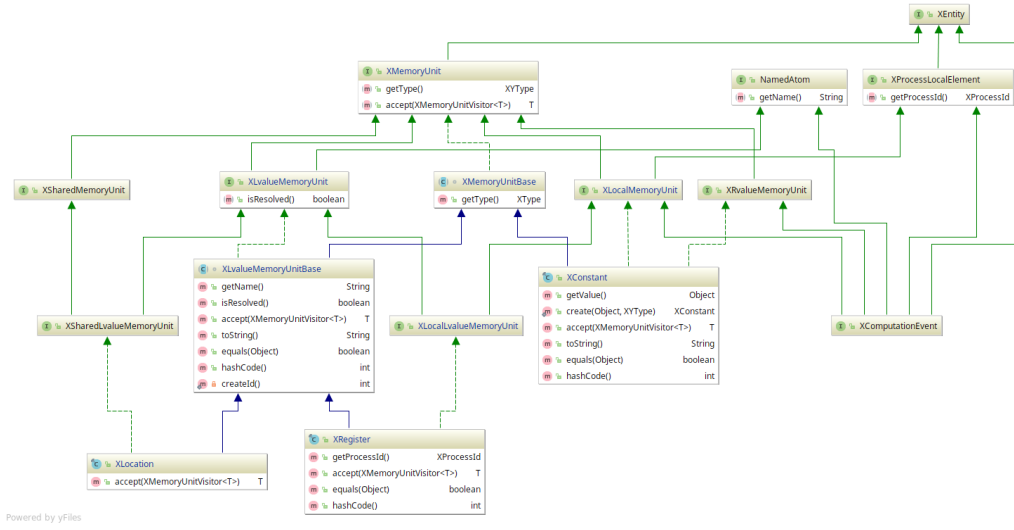 XEntity
XMemoryUnit
getType() XYType
accept(XMemoryUnitVisitor<T>) T
NamedAtom
getName() String
XProcessLocalElement
getProcessId() XProcessId
XSharedMemoryUnit
XLvalueMemoryUnit
isResolved() boolean
XMemoryUnitBase
getType() XType
XLocalMemoryUnit
XRvalueMemoryUnit
XLvalueMemoryUnitBase
getName() String
isResolved() boolean
accept(XMemoryUnitVisitor<T>) T
toString() String
equals(Object) boolean
hashCode() int
createId() int
XConstant
getValue() Object
create(Object, XYType) XConstant
accept(XMemoryUnitVisitor<T>) T
toString() String
equals(Object) boolean
hashCode() int
XSharedLvalueMemoryUnit
XLocalLvalueMemoryUnit
XComputationEvent
XLocation
accept(XMemoryUnitVisitor<T>) T
XRegister
getProcessId() XProcessId
accept(XMemoryUnitVisitor<T>) T
equals(Object) boolean
hashCode() int
Powered by yFiles